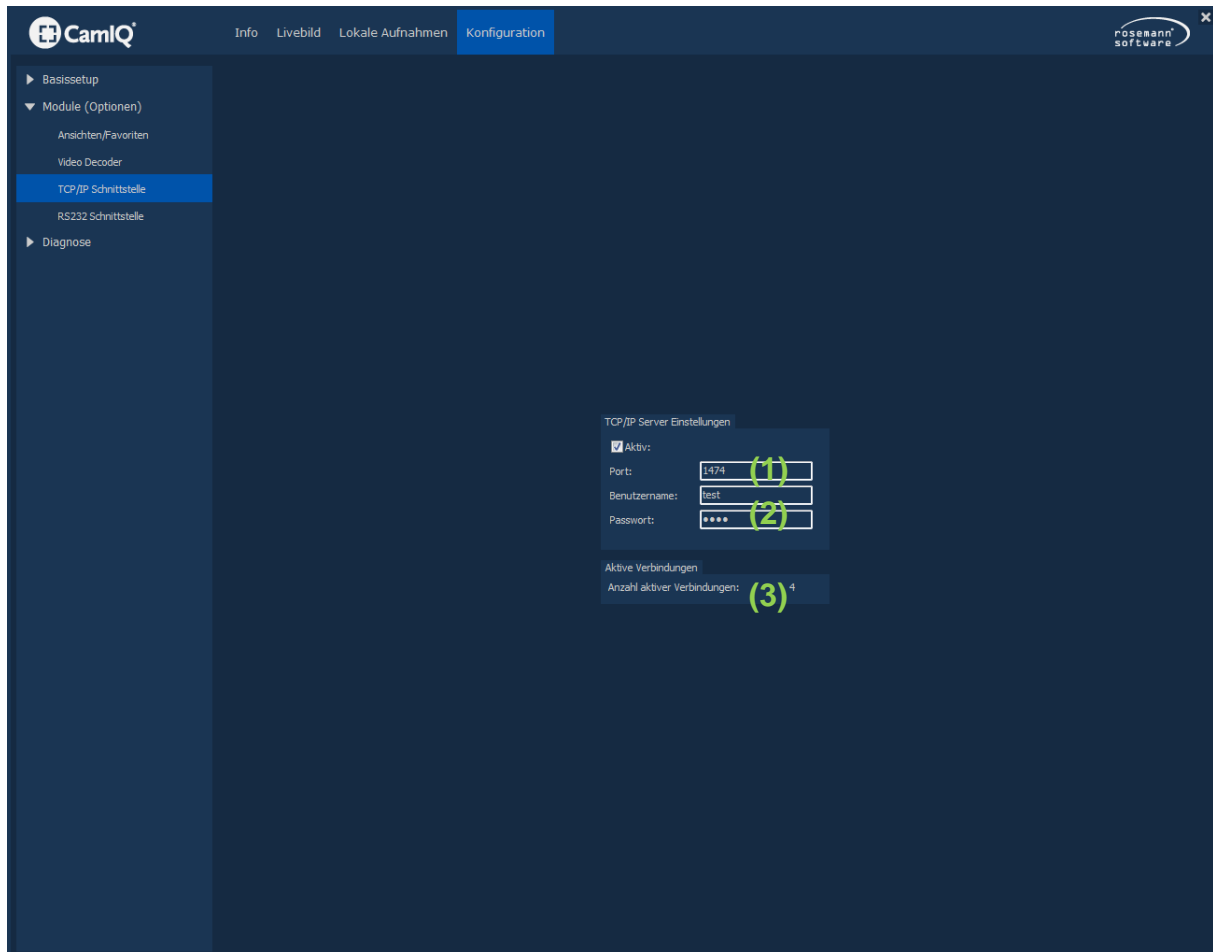 CamIQ
Info Livebild Lokale Aufnahmen Konfiguration
rosemann
software
Basissetup
Module (Optionen)
Ansichten/Favoriten
Video Decoder
TCP/IP Schnittstelle
RS232 Schnittstelle
Diagnose
TCP/IP Server Einstellungen
Aktiv:
Port: 1474 (1)
Benutzername: test
Passwort: •••• (2)
Aktive Verbindungen
Anzahl aktiver Verbindungen: (3) 4